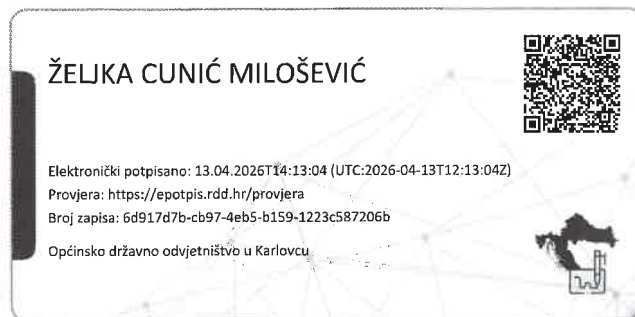 ŽELJKA CUNIĆ MILOŠEVIĆ
Elektronički potpisano: 13.04.2026T14:13:04 (UTC:2026-04-13T12:13:04Z)
Provjera: https://epotpis.rdd.hr/provjera
Broj zapisa: 6d917d7b-cb97-4eb5-b159-1223c587206b
Općinsko državno odvjetništvo u Karlovcu